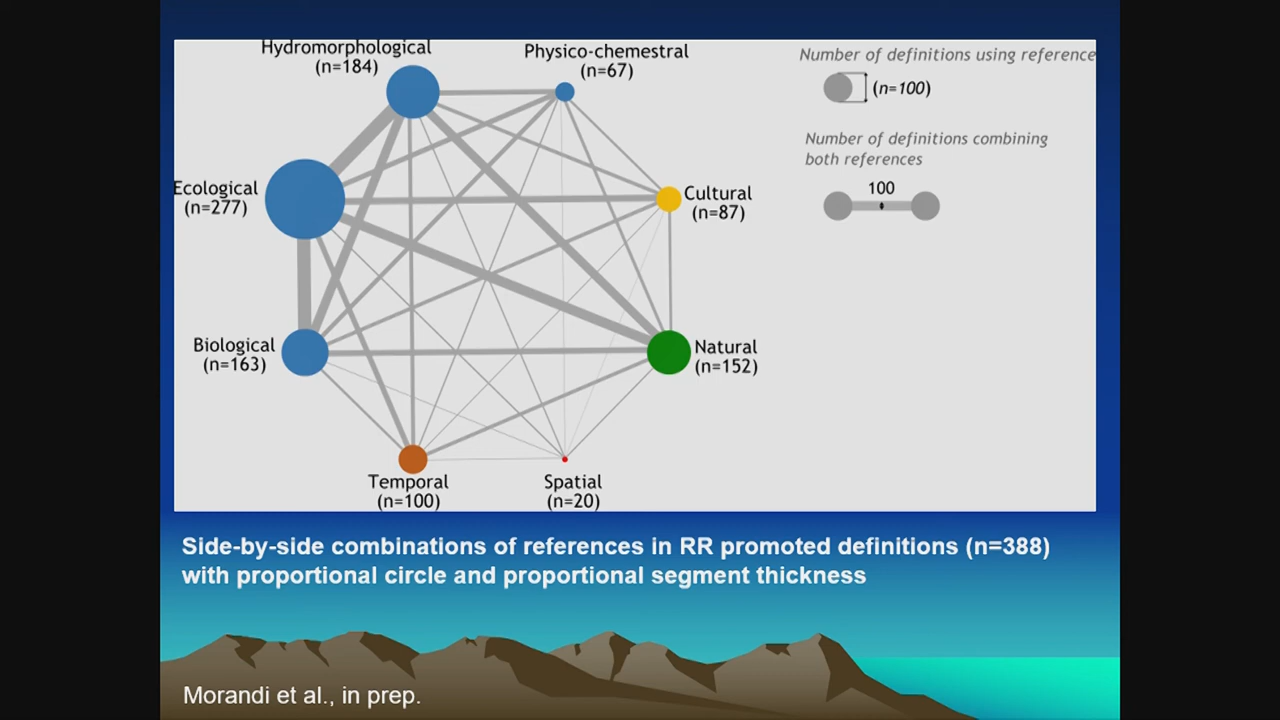 Hydromorphological
(n=184)
Physico-chemestral
(n=67)
Number of definitions using reference
(n=100)
Number of definitions combining
both references
100
Ecological
(n=277)
Cultural
(n=87)
Biological
(n=163)
Natural
(n=152)
Temporal
(n=100)
Spatial
(n=20)
Side-by-side combinations of references in RR promoted definitions (n=388)
with proportional circle and proportional segment thickness
Morandi et al., in prep.